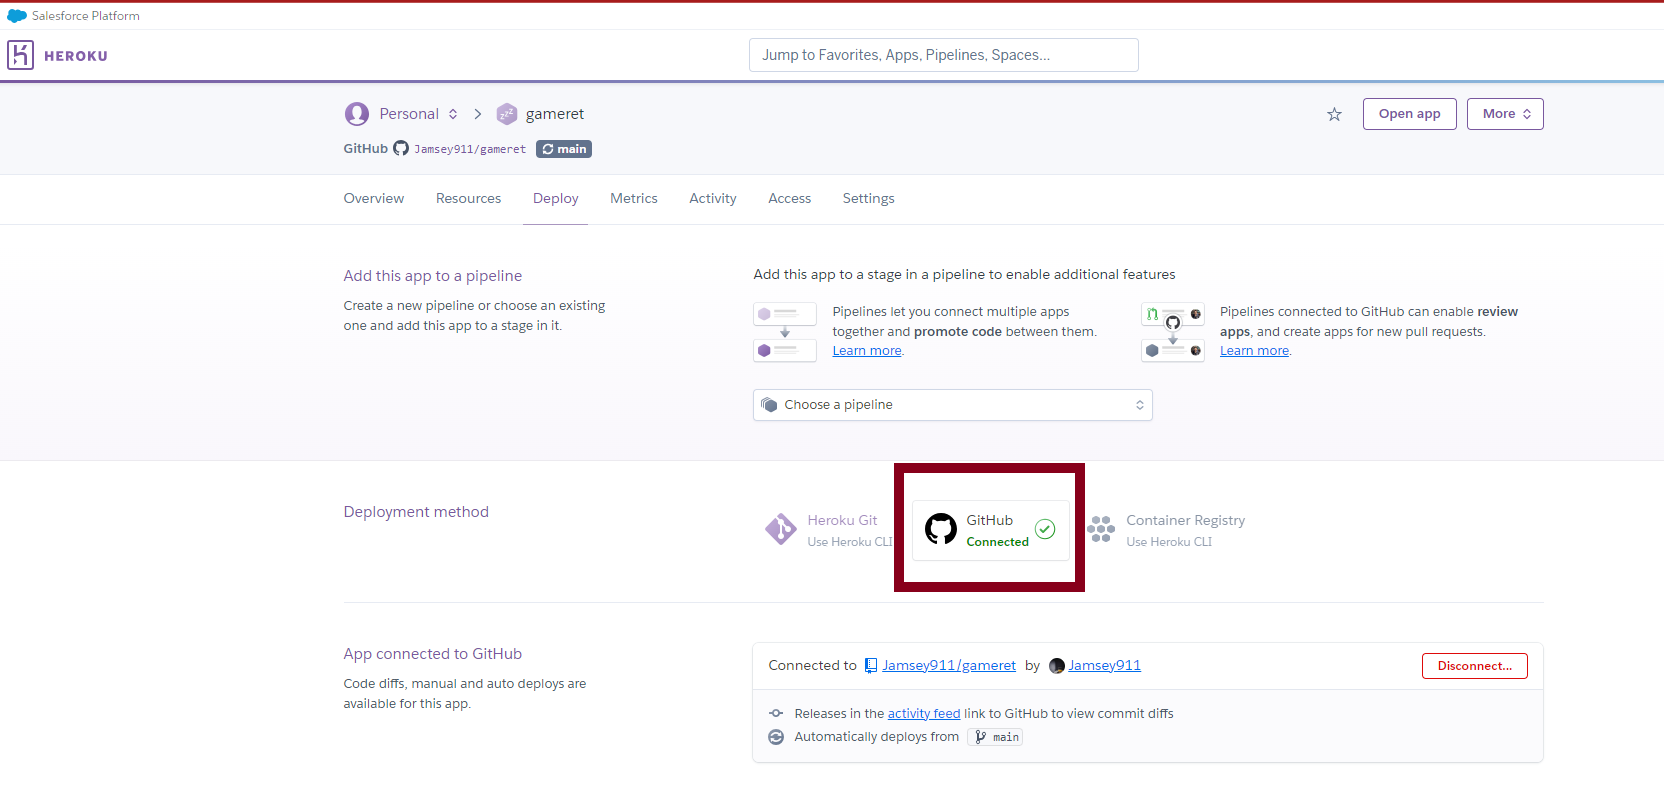 Salesforce Platform
HEROKU
Jump to Favorites, Apps, Pipelines, Spaces...
Personal > gameret
Open app
More
GitHub Jamsey911/gameret main
Overview Resources Deploy Metrics Activity Access Settings
Add this app to a pipeline
Create a new pipeline or choose an existing
one and add this app to a stage in it.
Add this app to a stage in a pipeline to enable additional features
Pipelines let you connect multiple apps
together and promote code between them.
Learn more.
Pipelines connected to GitHub can enable review
apps, and create apps for new pull requests.
Learn more.
Choose a pipeline
Deployment method
Heroku Git
Use Heroku CLI
GitHub
Connected
Container Registry
Use Heroku CLI
App connected to GitHub
Code diffs, manual and auto deploys are
available for this app.
Connected to Jamsey911/gameret by Jamsey911
Disconnect...
Releases in the activity feed link to GitHub to view commit diffs
Automatically deploys from main